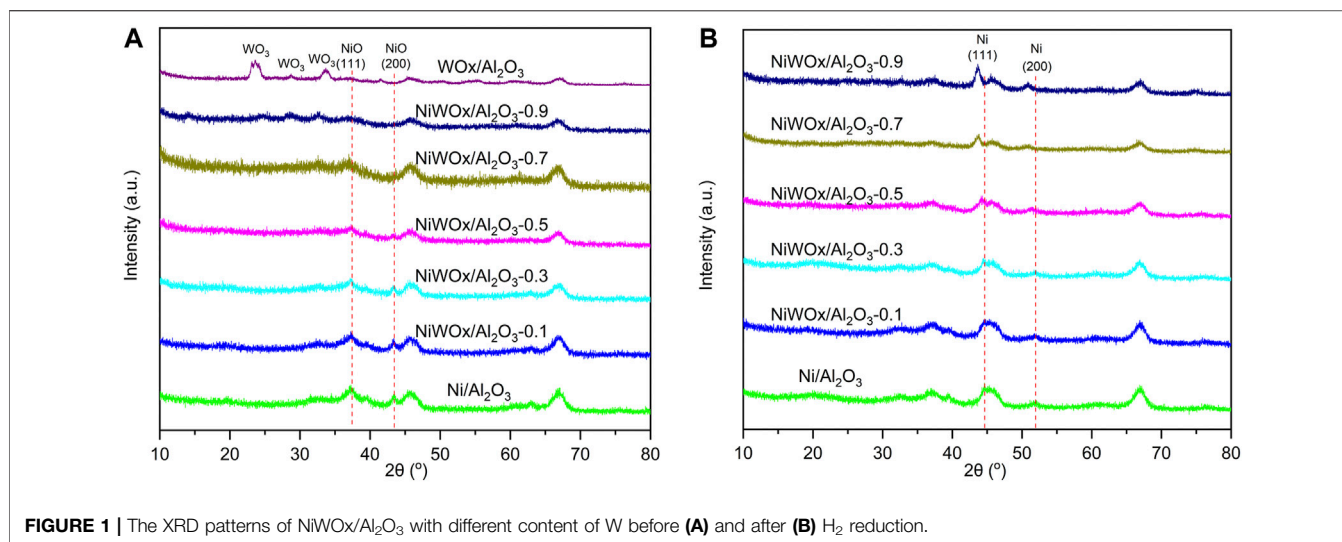 A
WO₃
WO₃
WO₃
NiO
(111)
NiO
(200)
WOx/Al₂O₃
NiWOx/Al₂O₃-0.9
NiWOx/Al₂O₃-0.7
NiWOx/Al₂O₃-0.5
NiWOx/Al₂O₃-0.3
NiWOx/Al₂O₃-0.1
Ni/Al₂O₃
Intensity (a.u.)
10 20 30 40 50 60 70 80
2θ (º)
B
Ni
(111)
Ni
(200)
NiWOx/Al₂O₃-0.9
NiWOx/Al₂O₃-0.7
NiWOx/Al₂O₃-0.5
NiWOx/Al₂O₃-0.3
NiWOx/Al₂O₃-0.1
Ni/Al₂O₃
Intensity (a.u.)
10 20 30 40 50 60 70 80
2θ (º)
FIGURE 1 | The XRD patterns of NiWOx/Al₂O₃ with different content of W before (A) and after (B) H₂ reduction.